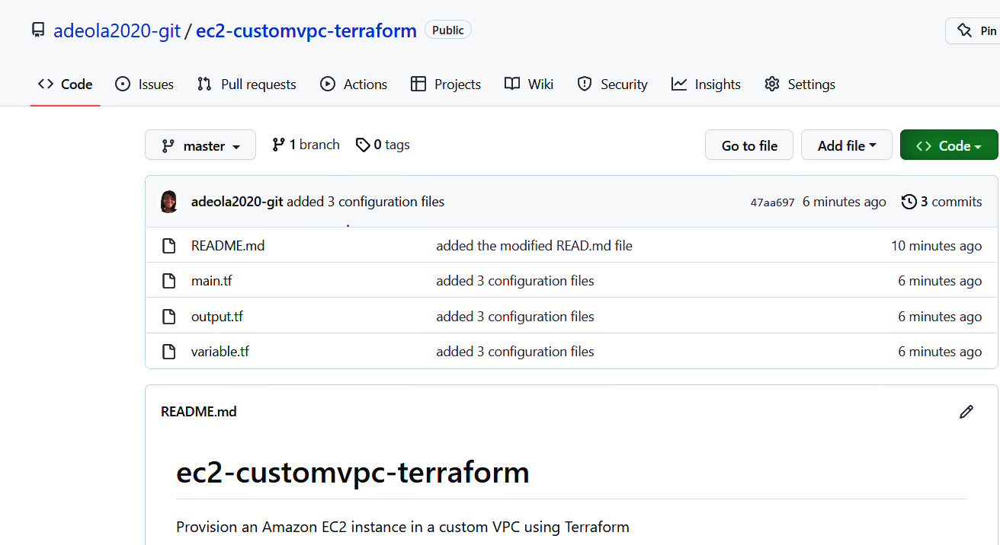 adeola2020-git / ec2-customvpc-terraform Public
Pin
Code Issues Pull requests Actions Projects Wiki Security Insights Settings
master 1 branch 0 tags Go to file Add file Code
adeola2020-git added 3 configuration files 47aa697 6 minutes ago 3 commits
README.md added the modified READ.md file 10 minutes ago
main.tf added 3 configuration files 6 minutes ago
output.tf added 3 configuration files 6 minutes ago
variable.tf added 3 configuration files 6 minutes ago
README.md
ec2-customvpc-terraform
Provision an Amazon EC2 instance in a custom VPC using Terraform